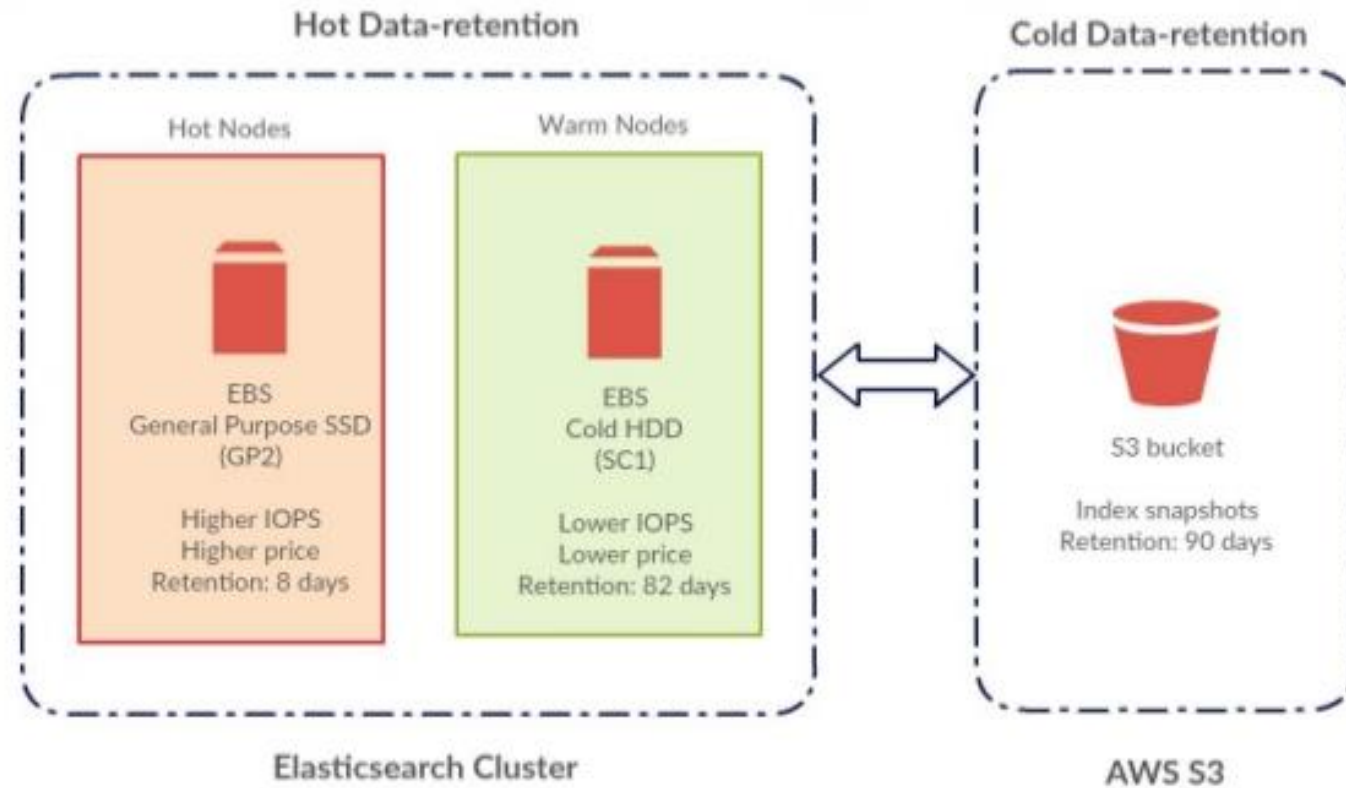 Hot Data-retention
Hot Nodes
EBS
General Purpose SSD
(GP2)
Higher IOPS
Higher price
Retention: 8 days
Warm Nodes
EBS
Cold HDD
(SC1)
Lower IOPS
Lower price
Retention: 82 days
Elasticsearch Cluster
Cold Data-retention
S3 bucket
Index snapshots
Retention: 90 days
AWS S3